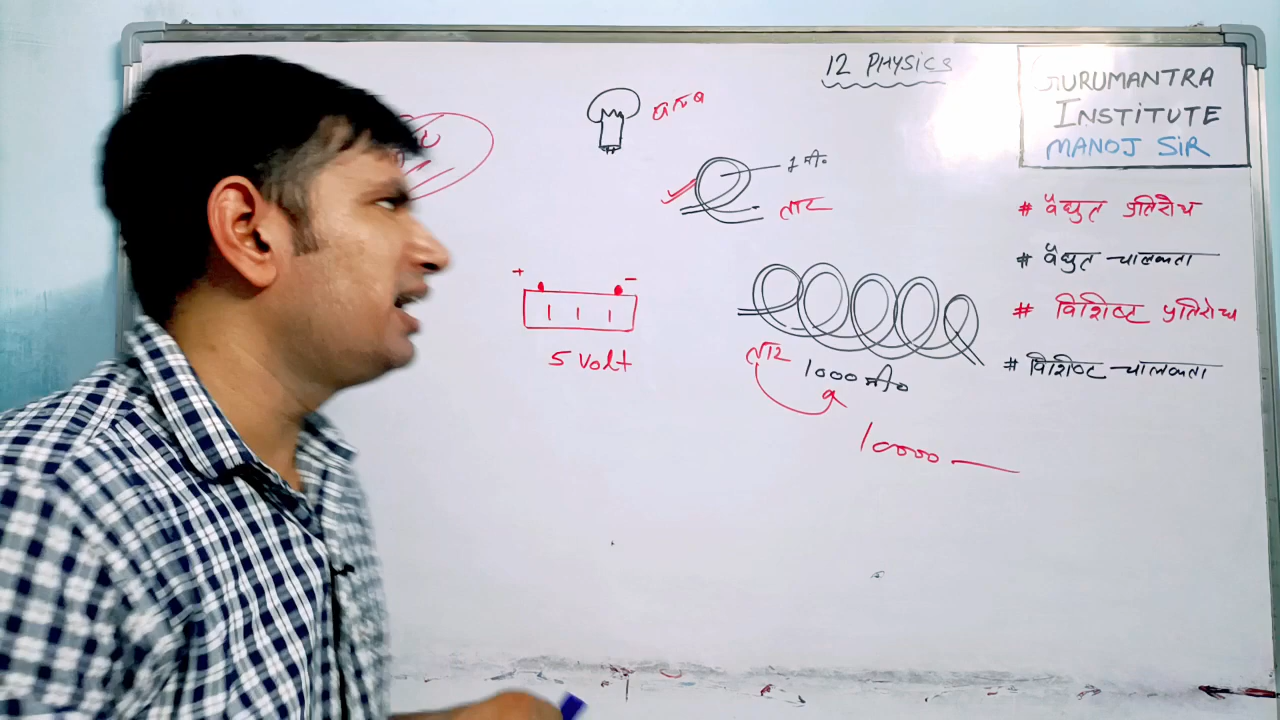 12 PHYSICS
GURUMANTRA
INSTITUTE
MANOJ SIR
बल्ब
1 मी०
तार
+ -
5 Volt
तार
1000 मी०
10000
# वैद्युत प्रतिरोध
# वैद्युत चालकता
# विशिष्ट प्रतिरोध
# विशिष्ट चालकता